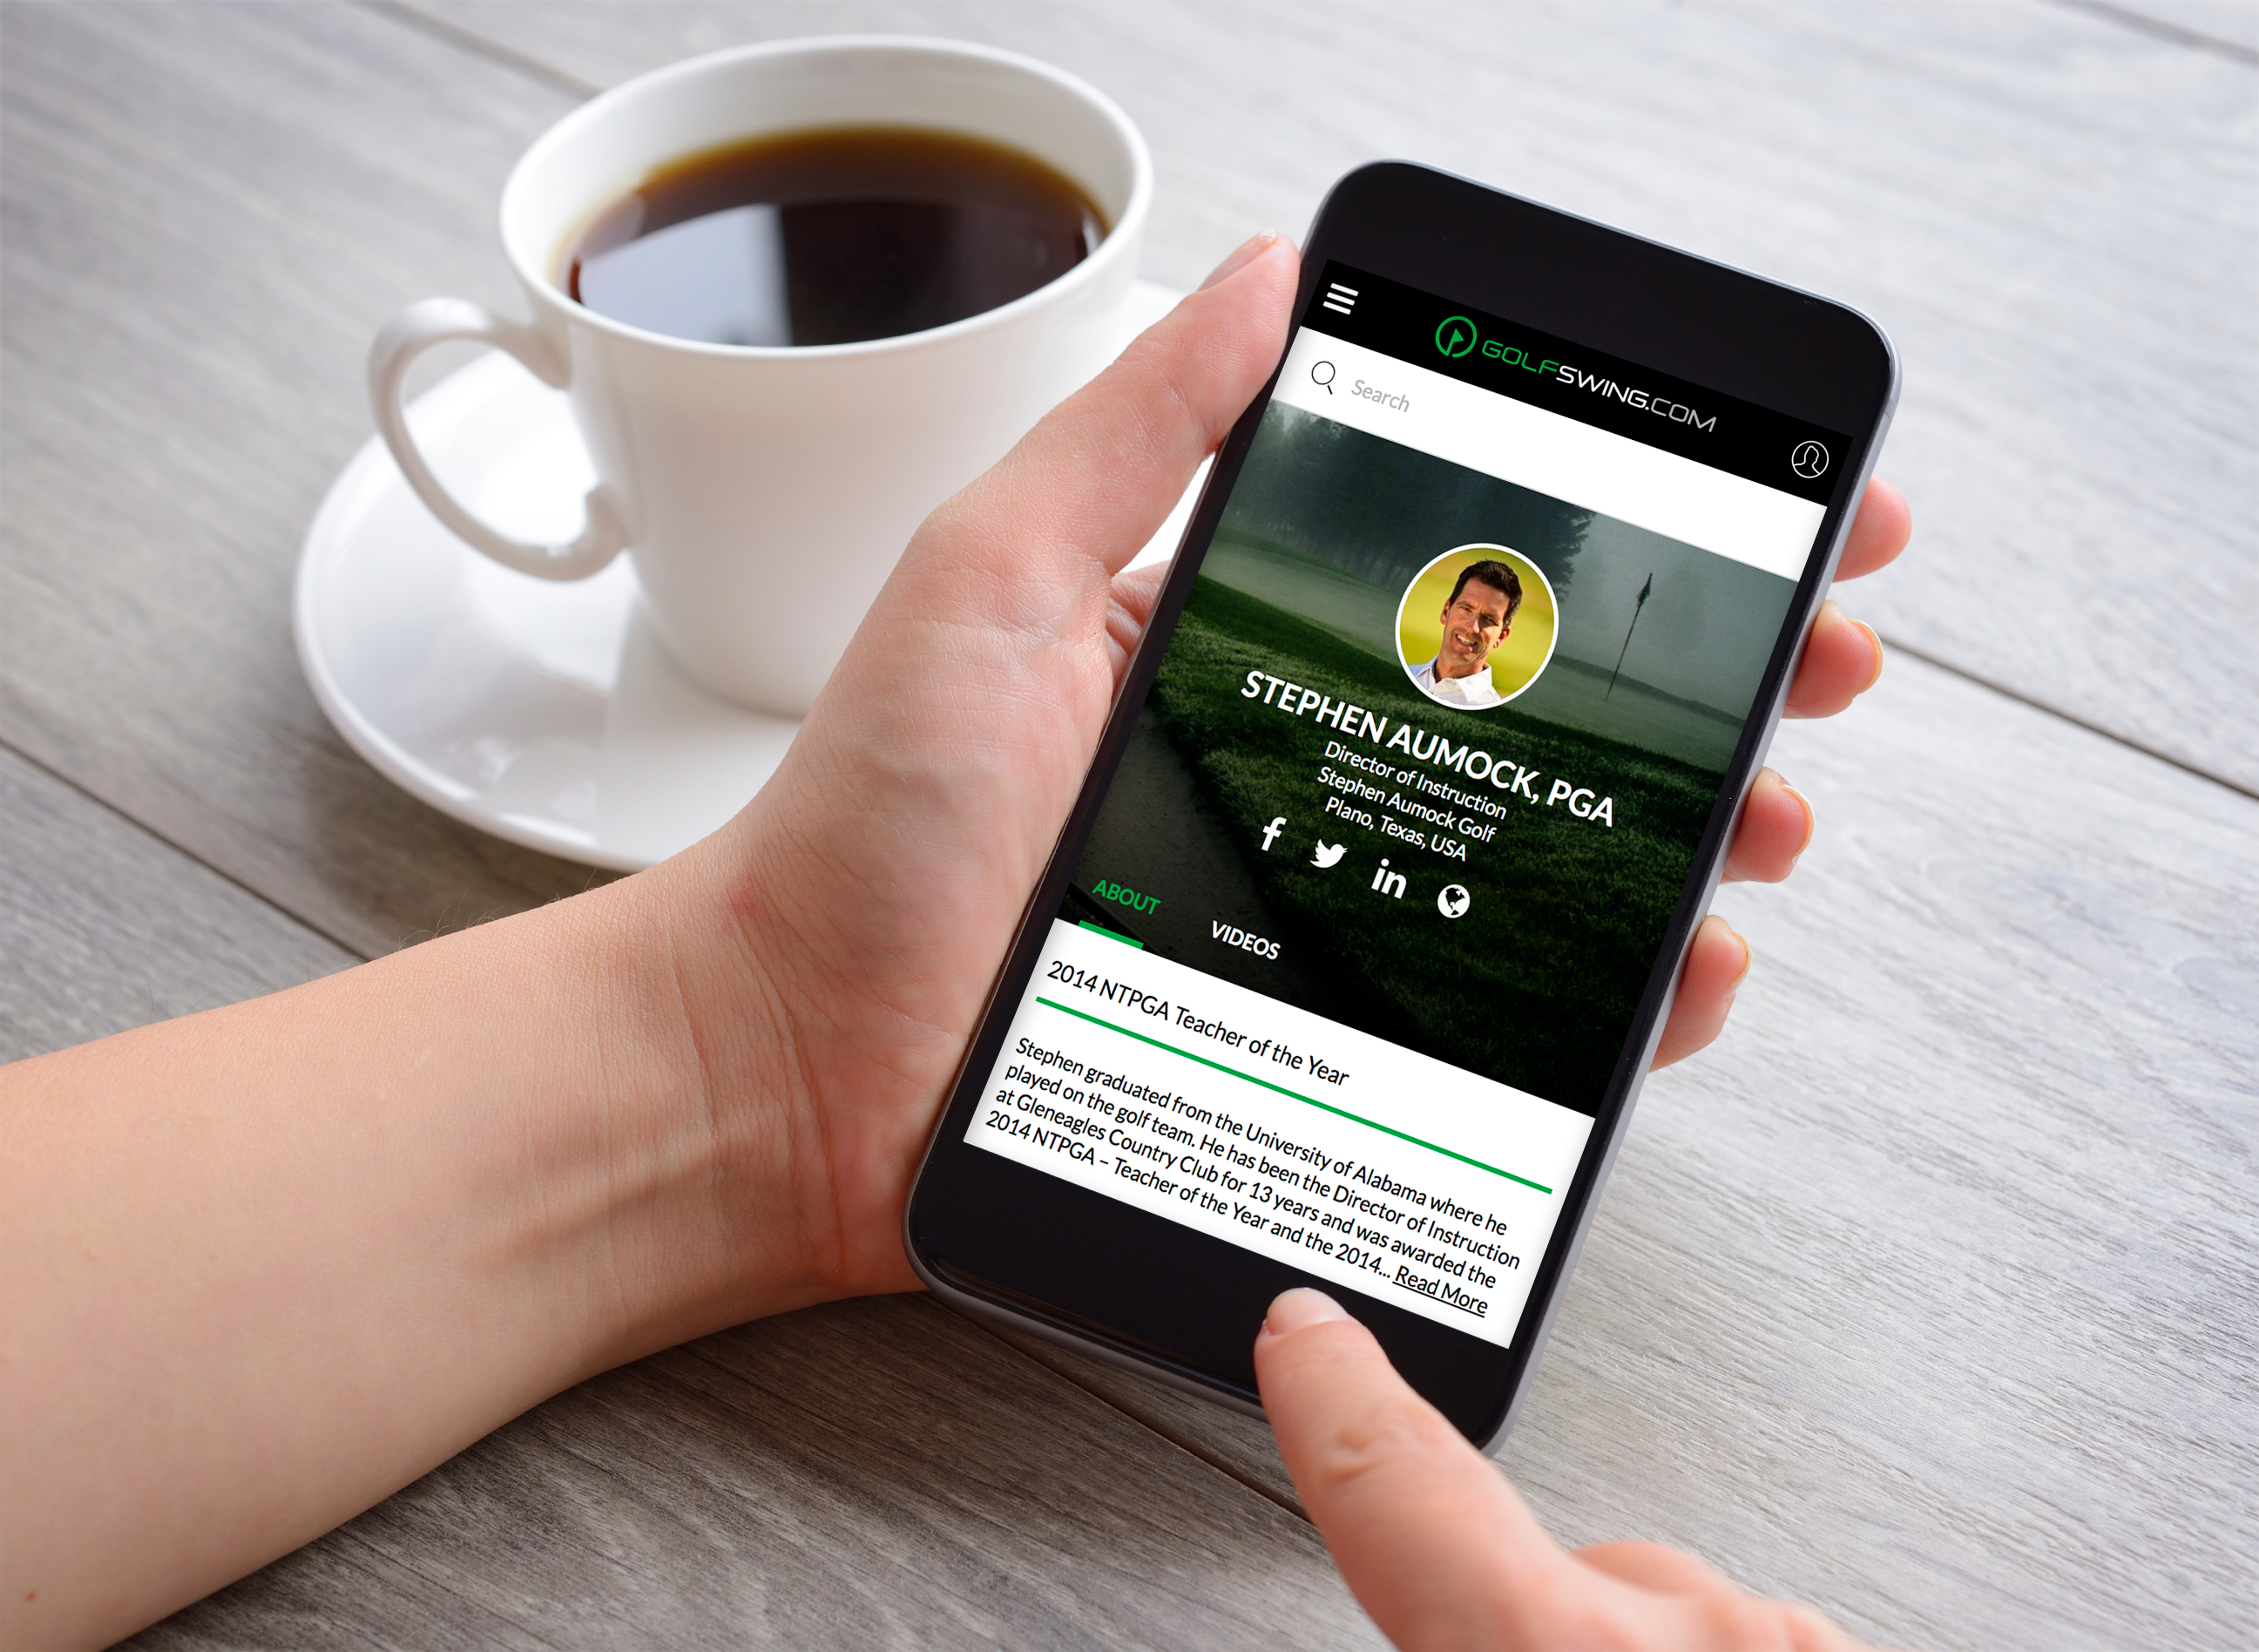 GOLFSWING.COM
Search
STEPHEN AUMOCK, PGA
Director of Instruction
Stephen Aumock Golf
Plano, Texas, USA
f in
ABOUT VIDEOS
2014 NTPGA Teacher of the Year
Stephen graduated from the University of Alabama where he
played on the golf team. He has been the Director of Instruction
at Gleneagles Country Club for 13 years and was awarded the
2014 NTPGA – Teacher of the Year and the 2014... Read More